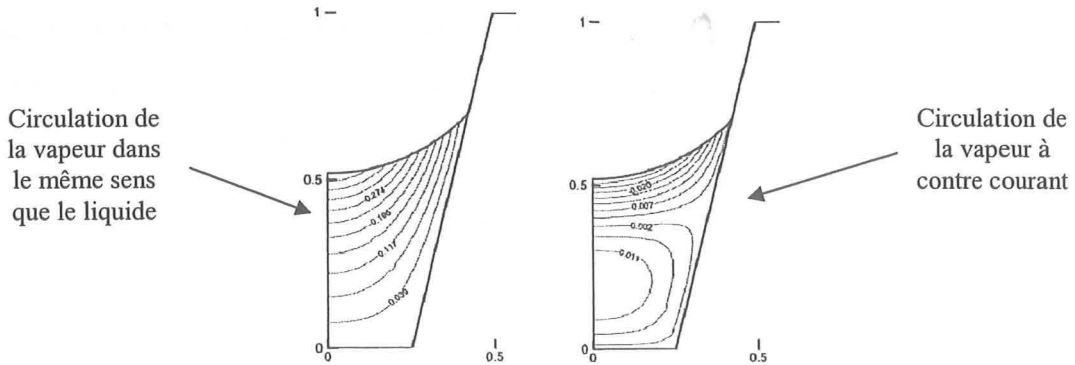 Circulation de
la vapeur dans
le même sens
que le liquide
1
0.5
0
0
0.5
0.274
0.195
0.117
0.039
1
0.5
0
0
0.5
0.020
0.007
0.002
0.011
Circulation de
la vapeur à
contre courant